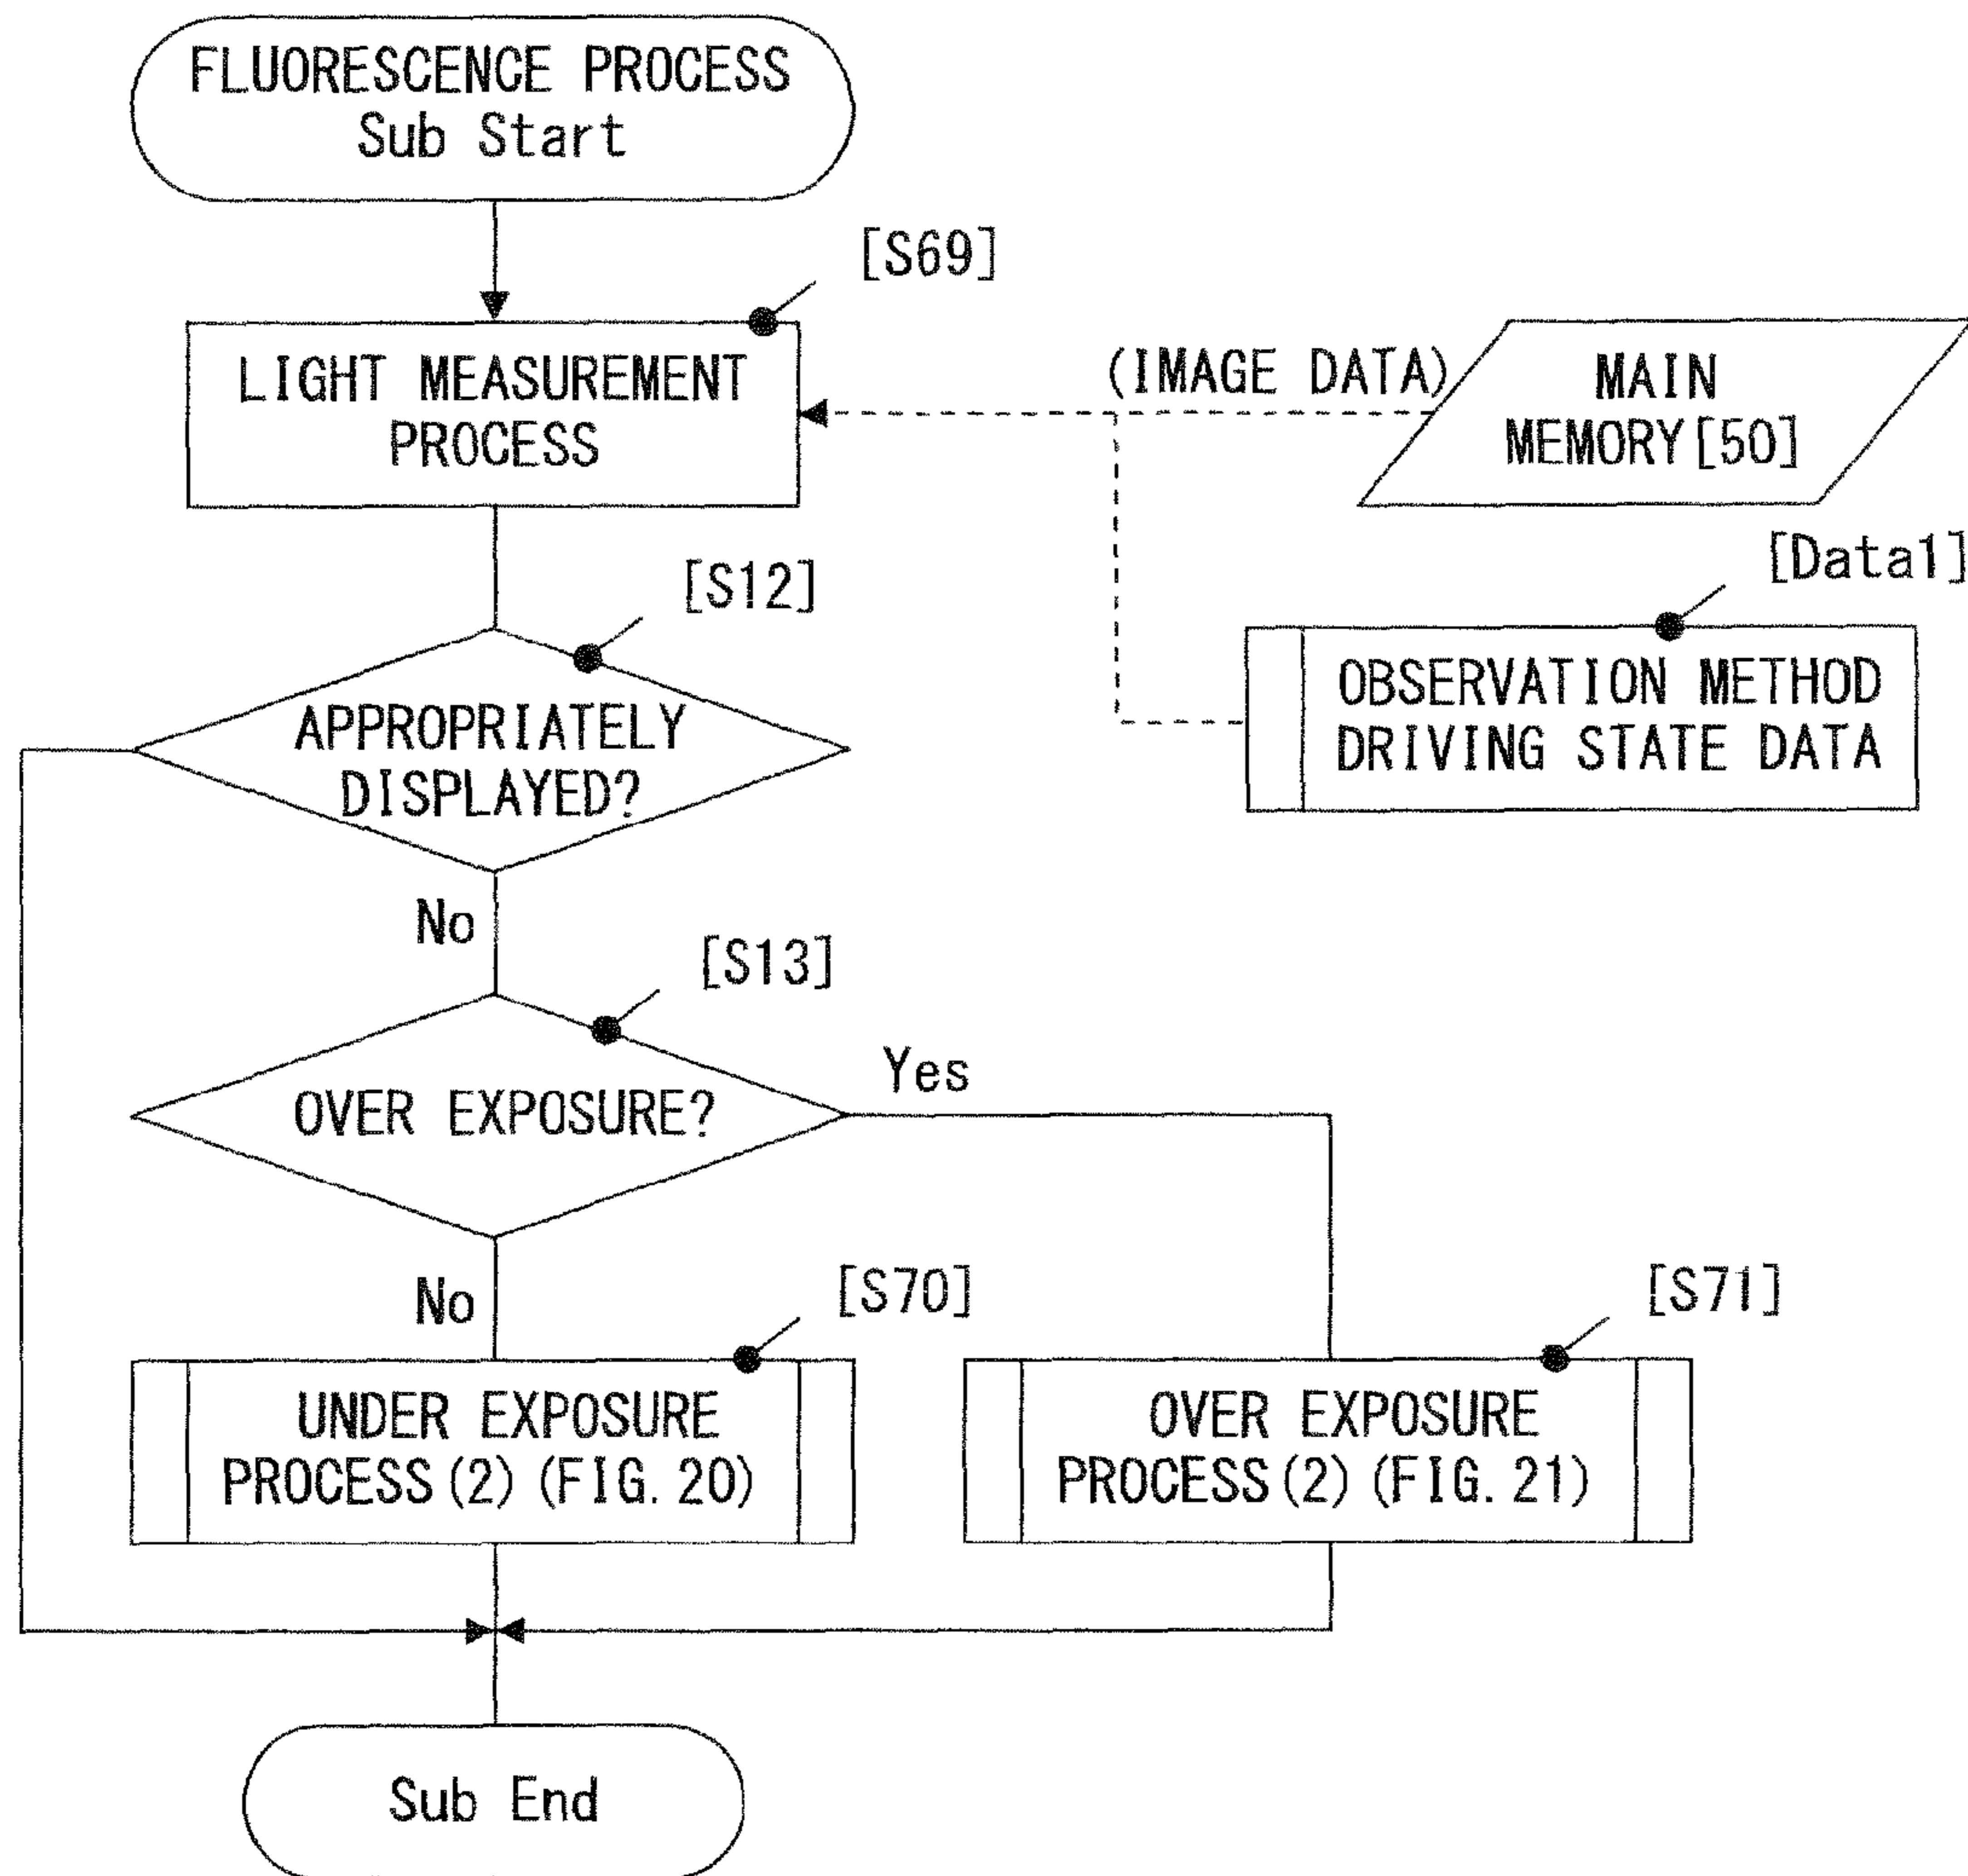 FLUORESCENCE PROCESS
Sub Start
[S69]
LIGHT MEASUREMENT
PROCESS
(IMAGE DATA)
MAIN
MEMORY[50]
[Data1]
OBSERVATION METHOD
DRIVING STATE DATA
[S12]
APPROPRIATELY
DISPLAYED?
No
[S13]
OVER EXPOSURE?
Yes
No
[S70]
UNDER EXPOSURE
PROCESS(2)(FIG.20)
[S71]
OVER EXPOSURE
PROCESS(2)(FIG.21)
Sub End